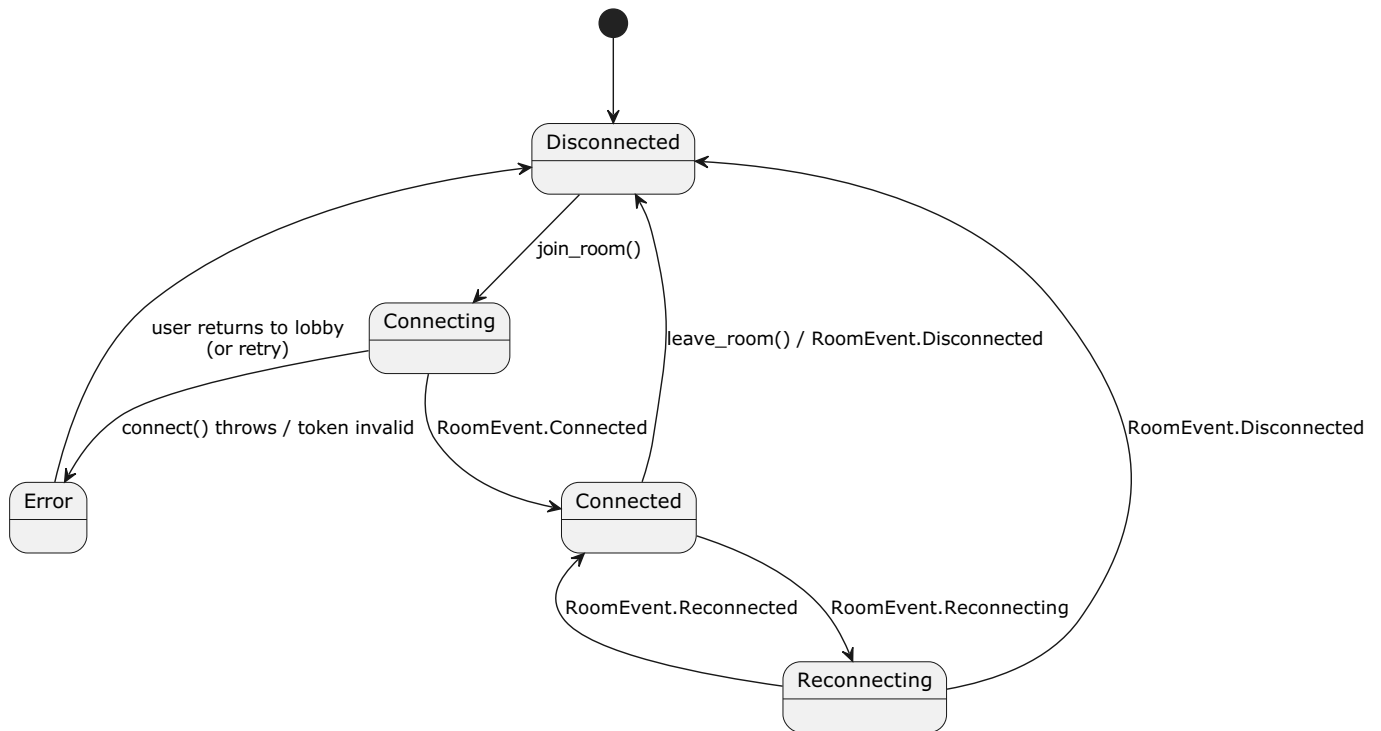 Disconnected
join_room()
Connecting
user returns to lobby
(or retry)
leave_room() / RoomEvent.Disconnected
connect() throws / token invalid
RoomEvent.Connected
RoomEvent.Disconnected
Error
Connected
RoomEvent.Reconnected
RoomEvent.Reconnecting
Reconnecting